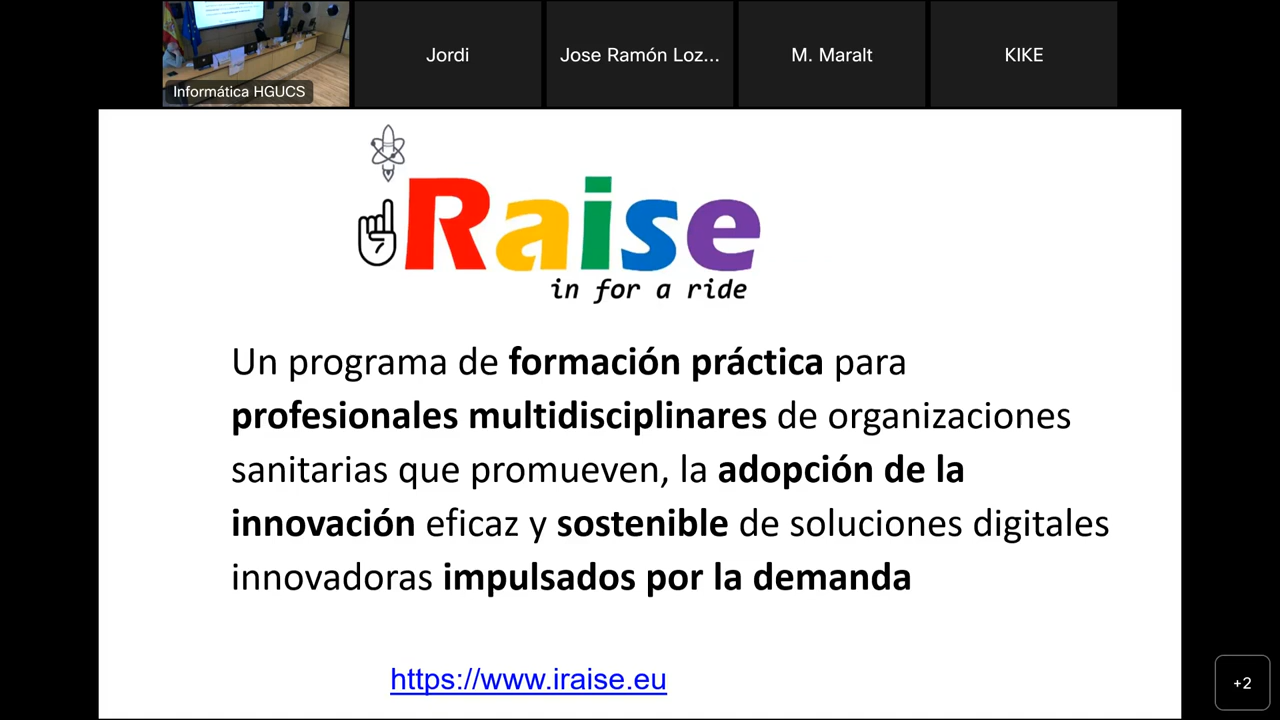 Informática HGUCS
Jordi
Jose Ramón Loz...
M. Maralt
KIKE
Raise
in for a ride
Un programa de formación práctica para
profesionales multidisciplinares de organizaciones
sanitarias que promueven, la adopción de la
innovación eficaz y sostenible de soluciones digitales
innovadoras impulsados por la demanda
https://www.iraise.eu
+2